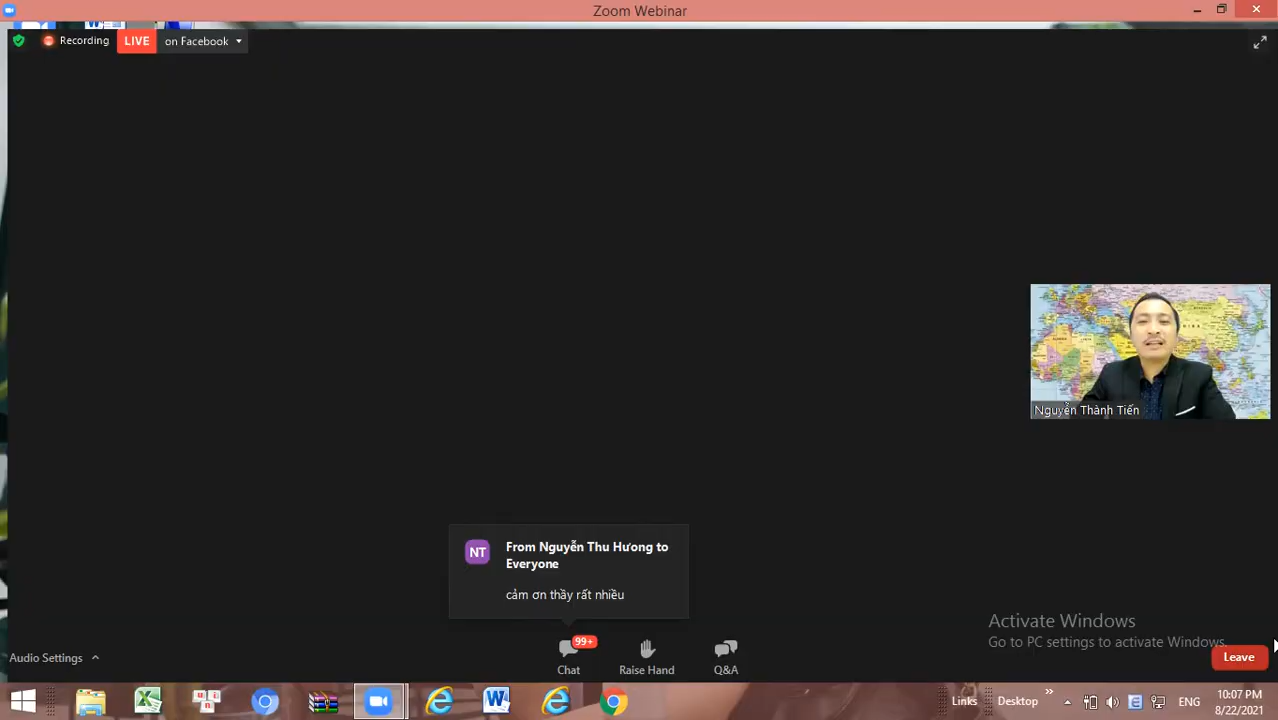 Zoom Webinar
Recording
LIVE
on Facebook
Nguyễn Thành Tiến
NT
From Nguyễn Thu Hương to
Everyone
cảm ơn thầy rất nhiều
Activate Windows
Go to PC settings to activate Windows.
Audio Settings
99+
Chat
Raise Hand
Q&A
Leave
Links
Desktop
ENG
10:07 PM
8/22/2021